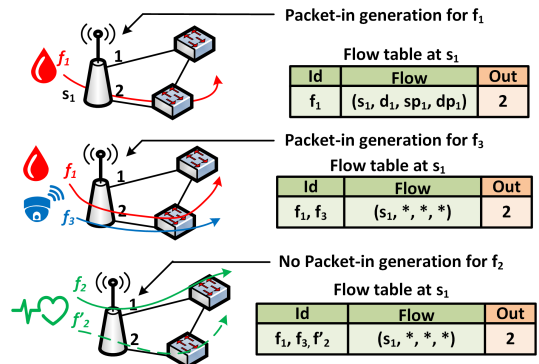 Packet-in generation for f₁
f₁
1
2
s₁
Flow table at s₁
Id Flow Out
f₁ (s₁, d₁, sp₁, dp₁) 2
Packet-in generation for f₃
f₁
1
2
f₃
Flow table at s₁
Id Flow Out
f₁, f₃ (s₁, *, *, *) 2
No Packet-in generation for f₂
f₂
1
f'₂
2
Flow table at s₁
Id Flow Out
f₁, f₃, f'₂ (s₁, *, *, *) 2